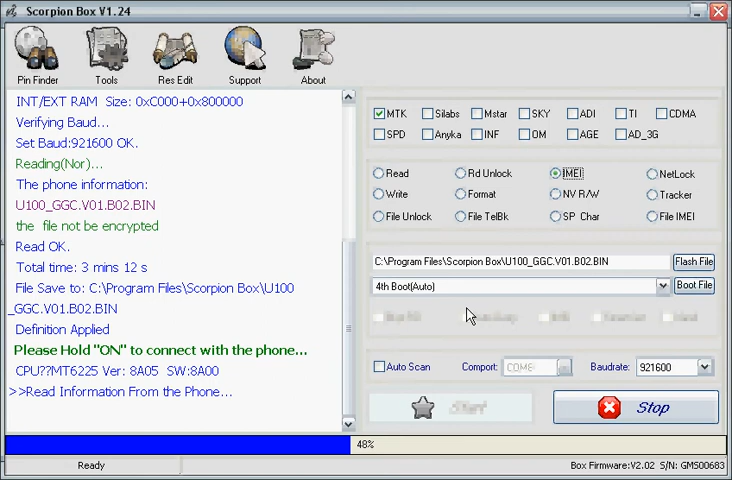 Scorpion Box V1.24
Pin Finder Tools Res Edit Support About
INT/EXT RAM  Size: 0xC000+0x800000
Verifying Baud...
Set Baud:921600 OK.
Reading(Nor)...
The phone information:
U100_GGC.V01.B02.BIN
the  file not be encrypted
Read OK.
Total time: 3 mins 12 s
File Save to: C:\Program Files\Scorpion Box\U100
_GGC.V01.B02.BIN
Definition Applied
Please Hold "ON" to connect with the phone...
CPU??MT6225 Ver: 8A05  SW:8A00
>>Read Information From the Phone...
MTK Silabs Mstar SKY ADI TI CDMA
SPD Anyka INF OM AGE AD_3G
Read Rd Unlock IMEI NetLock
Write Format NV R/W Tracker
File Unlock File TelBk SP Char File IMEI
C:\Program Files\Scorpion Box\U100_GGC.V01.B02.BIN Flash File
4th Boot(Auto) Boot File
Auto Scan Comport: COM8 Baudrate: 921600
Start Stop
48%
Ready Box Firmware:V2.02 S/N: GMS00683